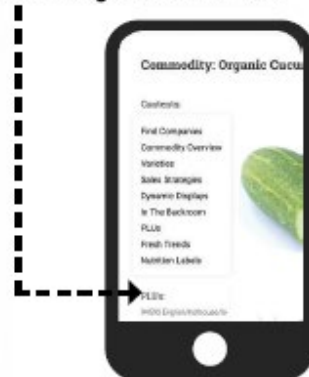 Commodity: Organic Cucu
Contents:
Find Companies
Commodity Overview
Varieties
Sales Strategies
Dynamic Displays
In The Backroom
PLUs
Fresh Trends
Nutrition Labels
PLUs: